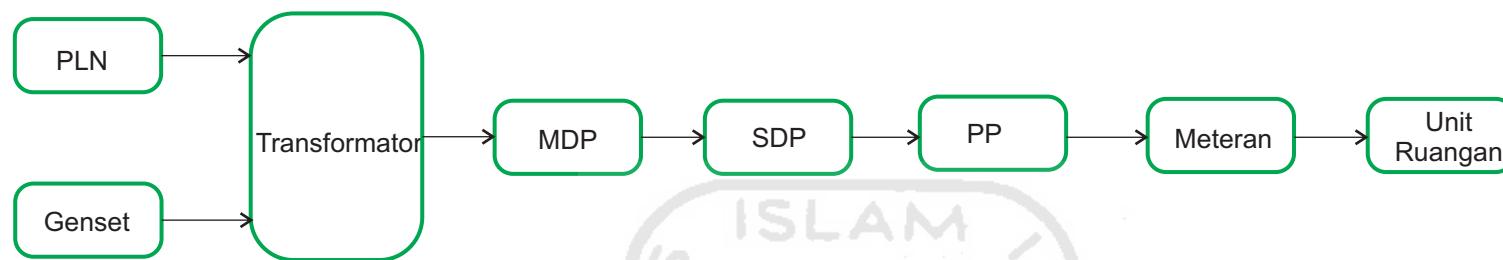 PLN
Genset
Transformator
MDP
SDP
PP
Meteran
Unit
Ruangan
ISLAM